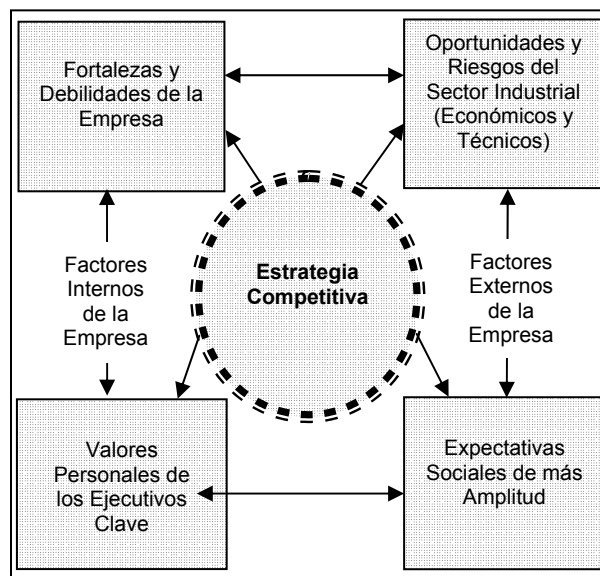 Fortalezas y
Debilidades de la
Empresa
Oportunidades y
Riesgos del
Sector Industrial
(Económicos y
Técnicos)
Factores
Internos
de la
Empresa
Estrategia
Competitiva
Factores
Externos
de la
Empresa
Valores
Personales de
los Ejecutivos
Clave
Expectativas
Sociales de más
Amplitud